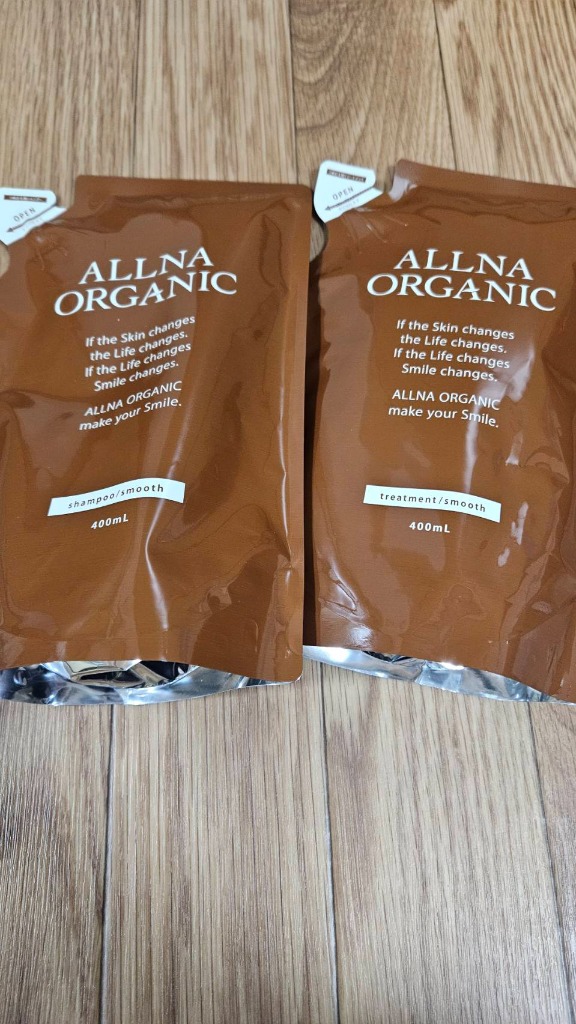 OPEN
ALLNA
ORGANIC
If the Skin changes
the Life changes.
If the Life changes
Smile changes.
ALLNA ORGANIC
make your Smile.
shampoo/smooth
400mL
OPEN
ALLNA
ORGANIC
If the Skin changes
the Life changes.
If the Life changes
Smile changes.
ALLNA ORGANIC
make your Smile.
treatment/smooth
400mL